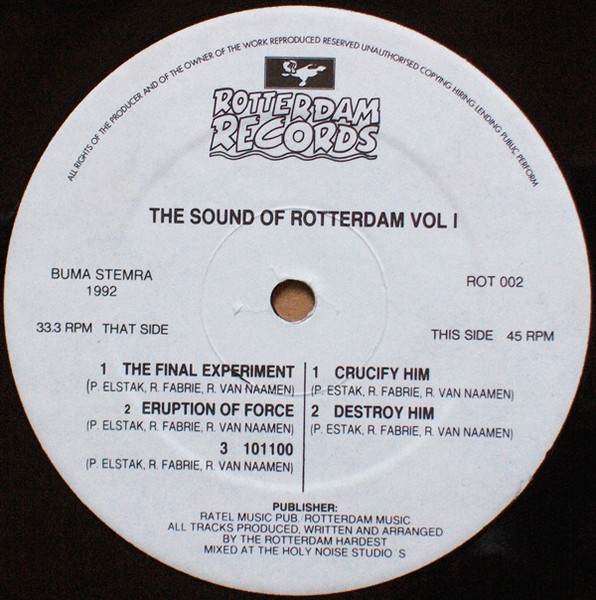 ALL RIGHTS OF THE PRODUCER AND OF THE OWNER OF THE WORK REPRODUCED RESERVED UNAUTHORISED COPYING HIRING LENDING PUBLIC PERFORM
ROTTERDAM
RECORDS
THE SOUND OF ROTTERDAM VOL I
BUMA STEMRA
1992
ROT 002
33.3 RPM THAT SIDE
THIS SIDE 45 RPM
1 THE FINAL EXPERIMENT
(P. ELSTAK, R. FABRIE, R. VAN NAAMEN)
2 ERUPTION OF FORCE
(P. ELSTAK, R. FABRIE, R. VAN NAAMEN)
3 101100
(P. ELSTAK, R. FABRIE, R. VAN NAAMEN)
1 CRUCIFY HIM
(P. ESTAK, R. FABRIE, R. VAN NAAMEN)
2 DESTROY HIM
(P. ESTAK, R. FABRIE, R. VAN NAAMEN)
PUBLISHER:
RATEL MUSIC PUB. / ROTTERDAM MUSIC
ALL TRACKS PRODUCED, WRITTEN AND ARRANGED
BY THE ROTTERDAM HARDEST
MIXED AT THE HOLY NOISE STUDIO`S